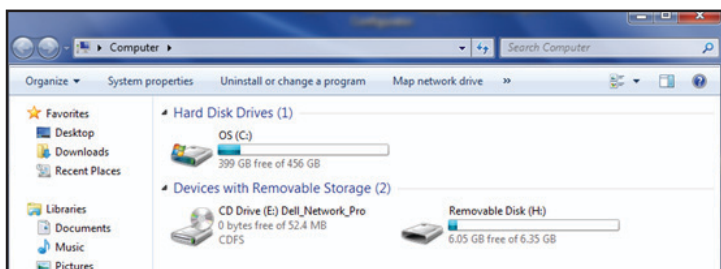 Computer
Search Computer
Organize System properties Uninstall or change a program Map network drive »
Favorites
Desktop
Downloads
Recent Places
Libraries
Documents
Music
Pictures
Hard Disk Drives (1)
OS (C:)
399 GB free of 456 GB
Devices with Removable Storage (2)
CD Drive (E:) Dell_Network_Pro
0 bytes free of 52.4 MB
CDFS
Removable Disk (H:)
6.05 GB free of 6.35 GB